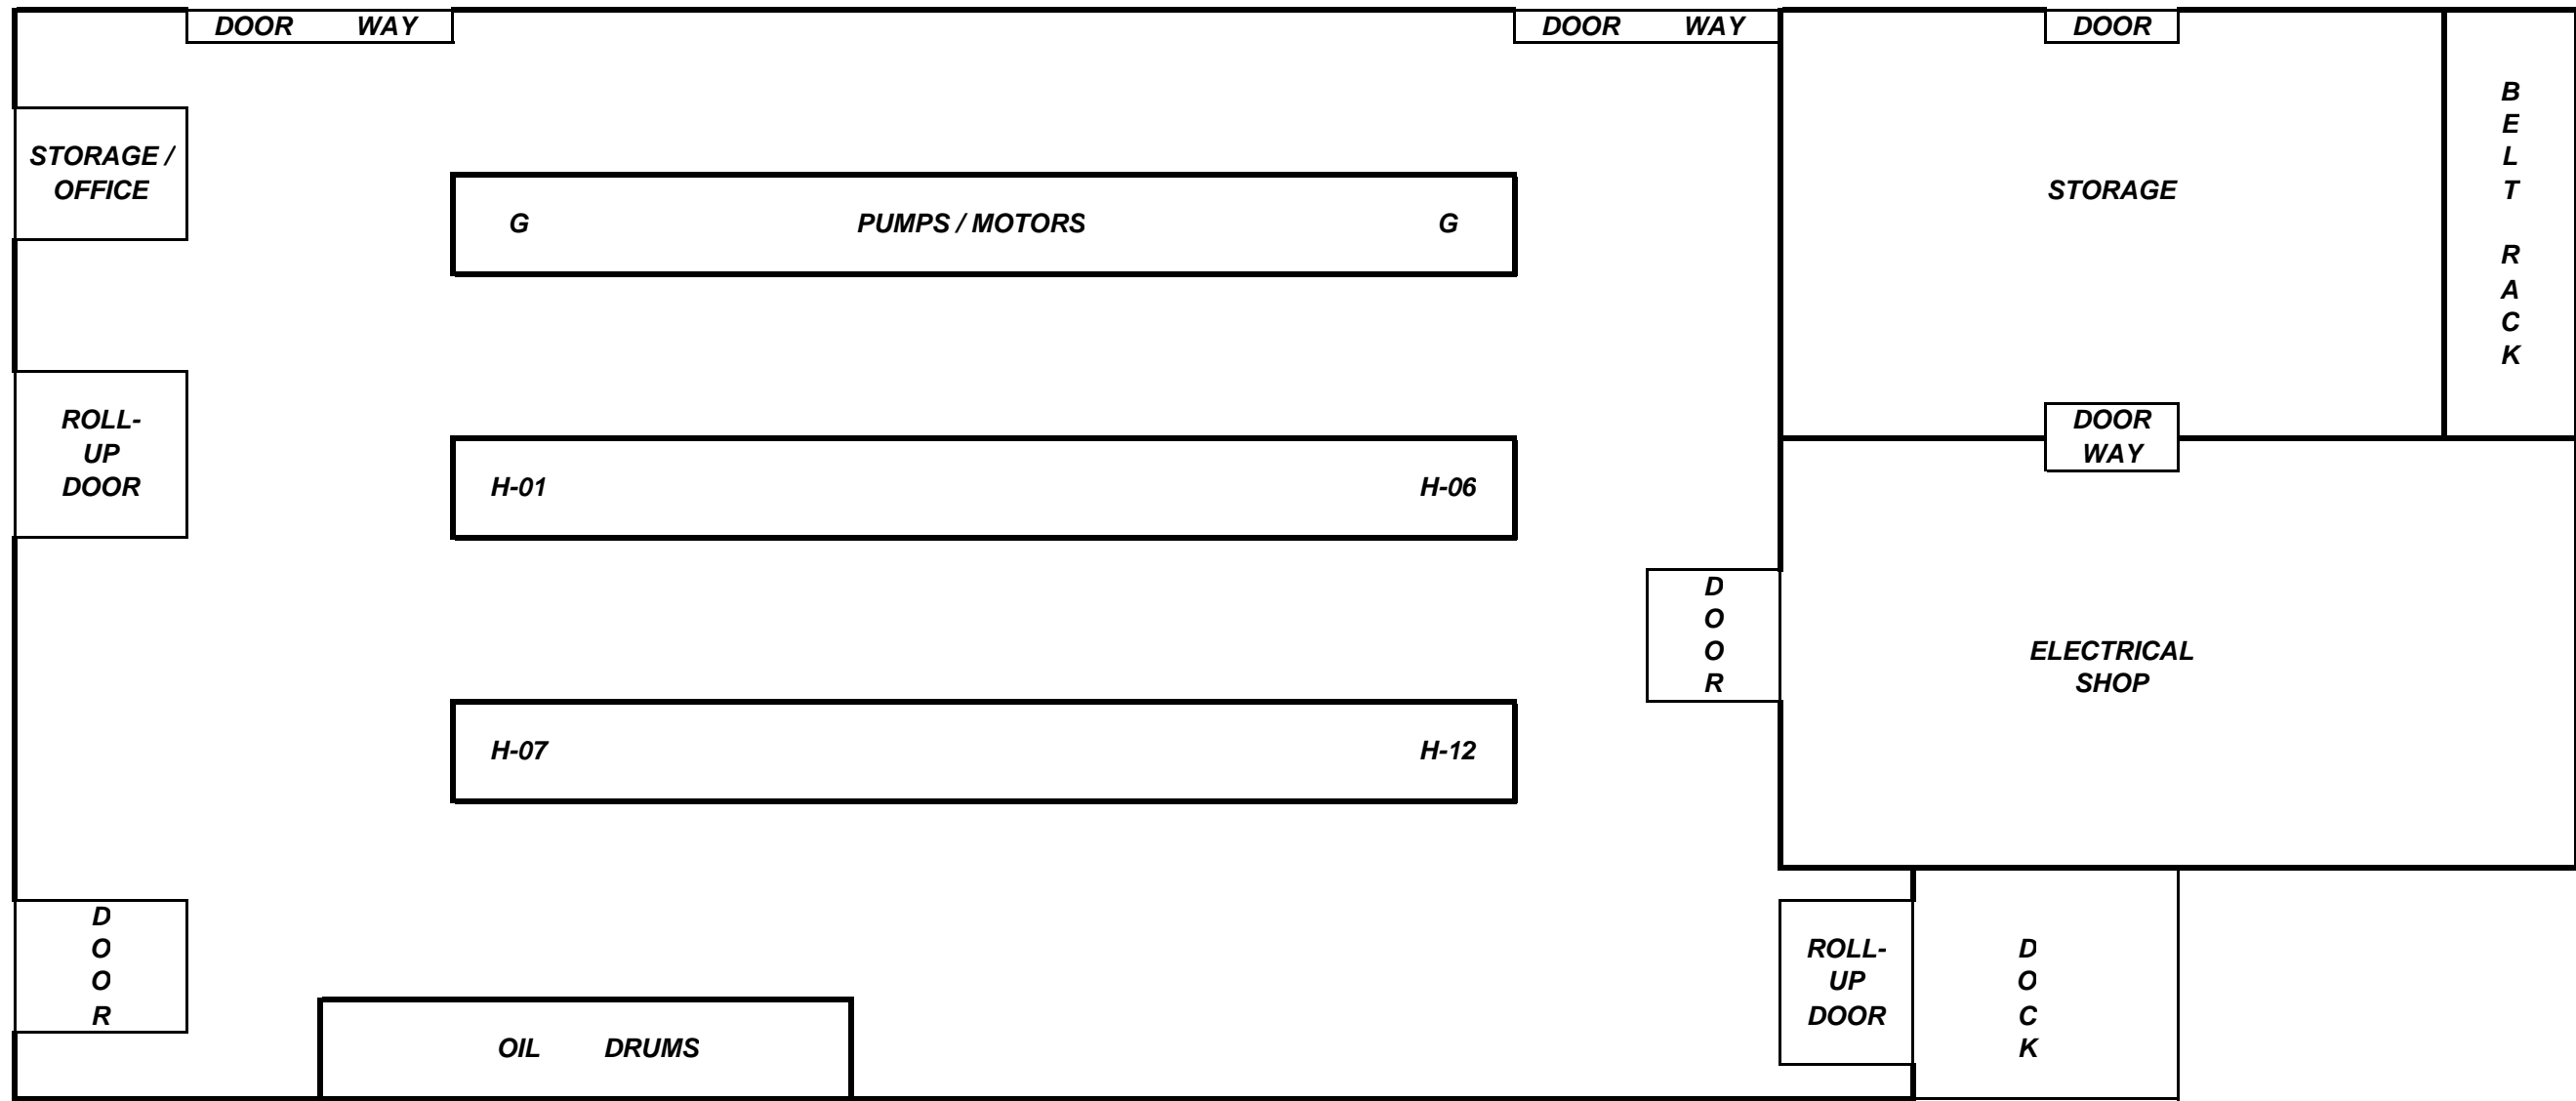 DOOR WAY
DOOR WAY
DOOR
STORAGE /
OFFICE
G PUMPS / MOTORS G
STORAGE
B
E
L
T
R
A
C
K
ROLL-
UP
DOOR
H-01 H-06
DOOR
WAY
D
O
O
R
ELECTRICAL
SHOP
H-07 H-12
D
O
O
R
OIL DRUMS
ROLL-
UP
DOOR
D
O
C
K